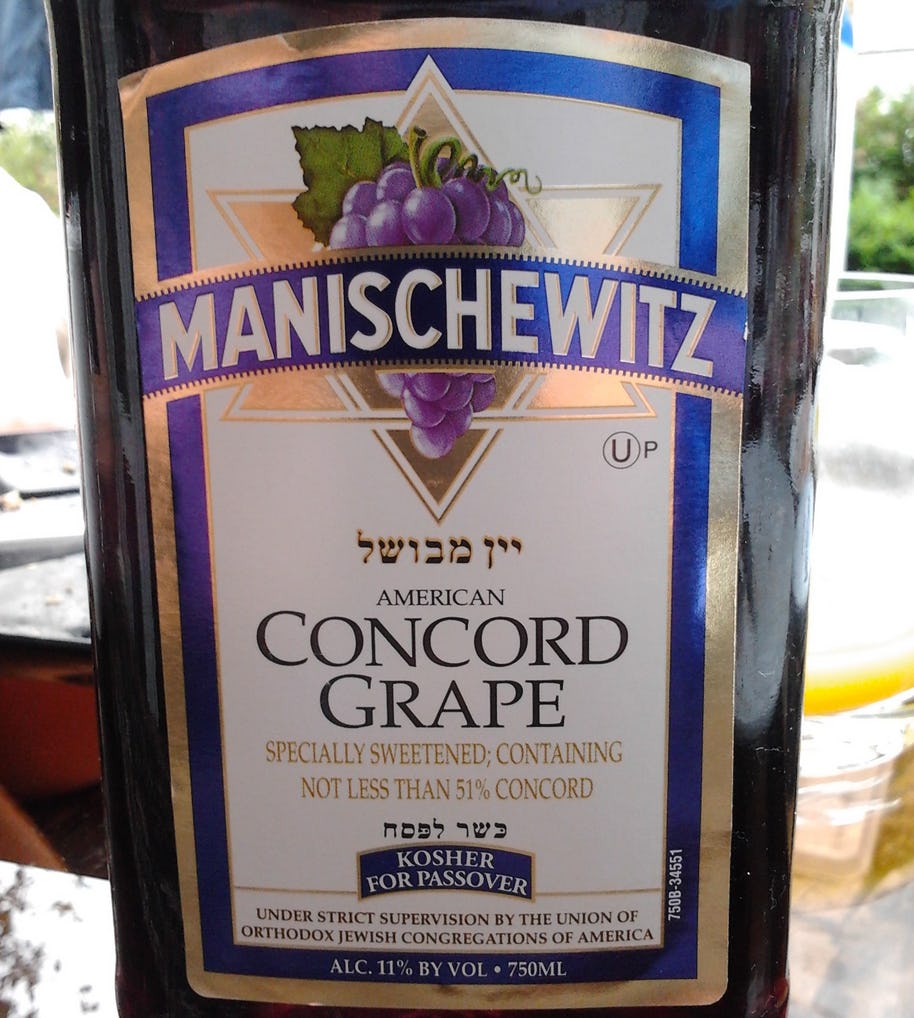 MANISCHEWITZ
U P
יין מבושל
AMERICAN
CONCORD
GRAPE
SPECIALLY SWEETENED; CONTAINING
NOT LESS THAN 51% CONCORD
כשר לפסח
KOSHER
FOR PASSOVER
750B-34551
UNDER STRICT SUPERVISION BY THE UNION OF
ORTHODOX JEWISH CONGREGATIONS OF AMERICA
ALC. 11% BY VOL • 750ML